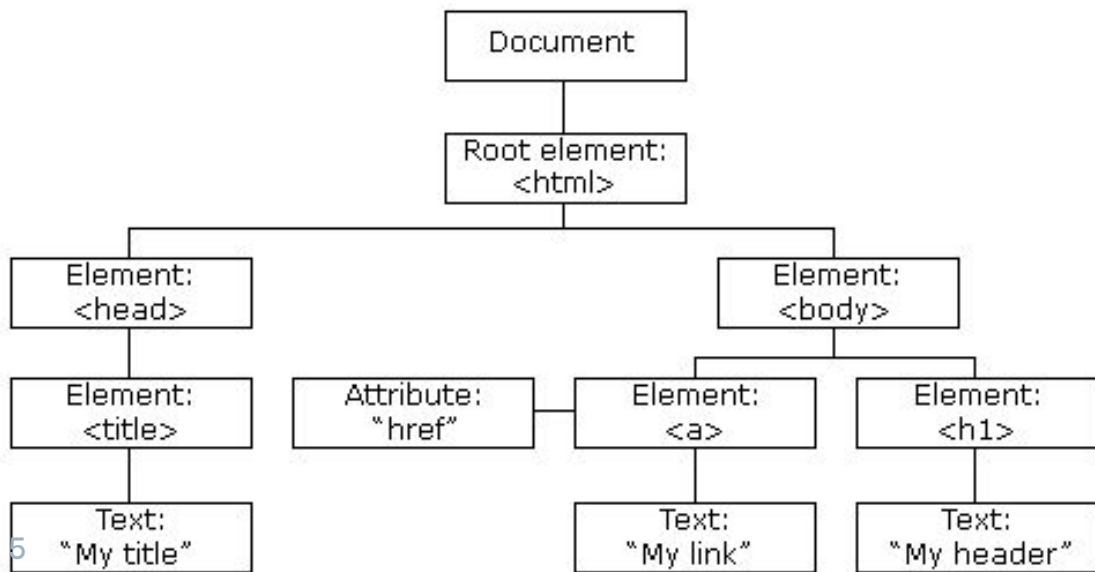 Document
Root element:
<html>
Element:
<head>
Element:
<body>
Element:
<title>
Attribute:
“href”
Element:
<a>
Element:
<h1>
Text:
“My title”
Text:
“My link”
Text:
“My header”
5